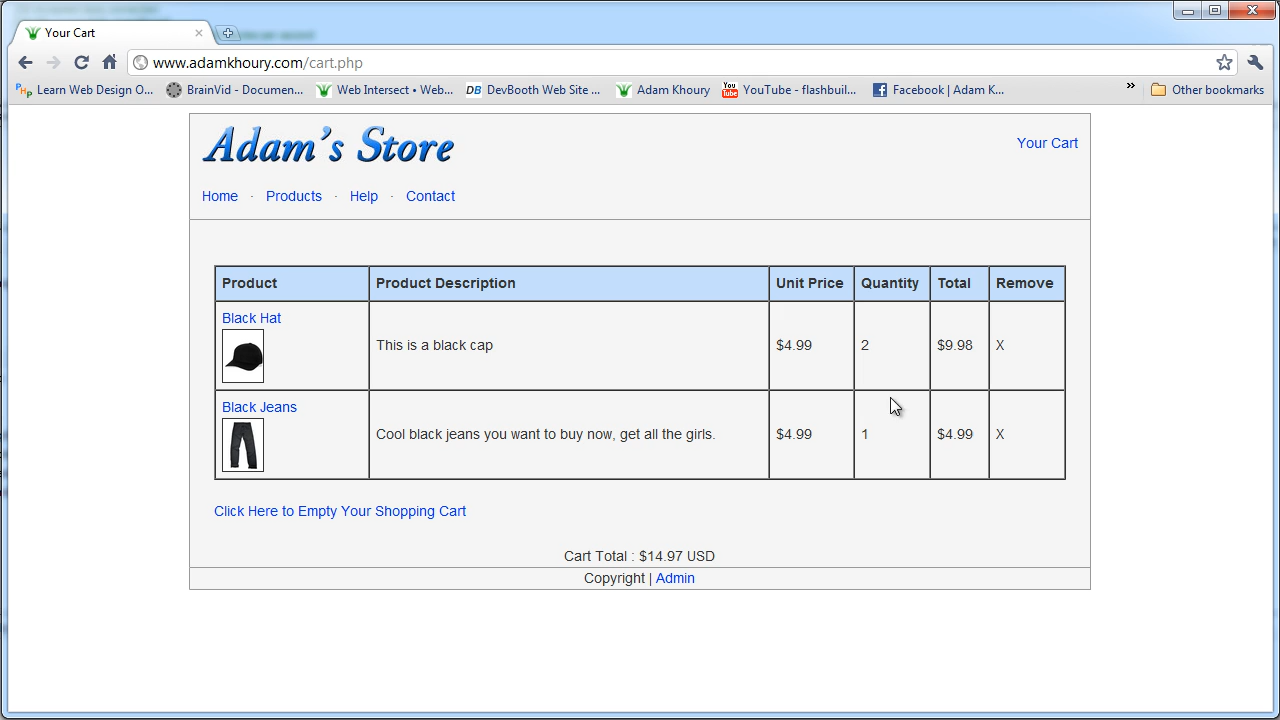 Your Cart
www.adamkhoury.com/cart.php
Learn Web Design O... BrainVid - Documen... Web Intersect • Web... DB DevBooth Web Site ... Adam Khoury You Tube YouTube - flashbuil... Facebook | Adam K... » Other bookmarks
Adam's Store
Your Cart
Home · Products · Help · Contact
Product Product Description Unit Price Quantity Total Remove
Black Hat
This is a black cap $4.99 2 $9.98 X
Black Jeans
Cool black jeans you want to buy now, get all the girls. $4.99 1 $4.99 X
Click Here to Empty Your Shopping Cart
Cart Total : $14.97 USD
Copyright | Admin